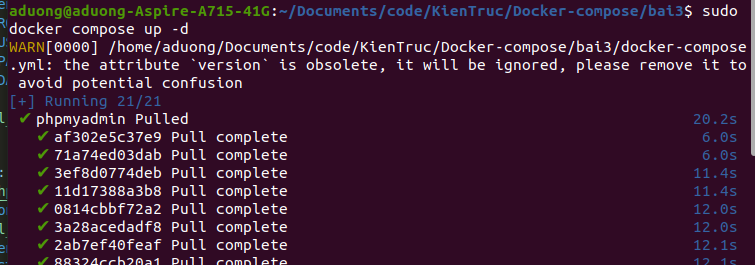 aduong@aduong-Aspire-A715-41G:~/Documents/code/KienTruc/Docker-compose/bai3$ sudo
docker compose up -d
WARN[0000] /home/aduong/Documents/code/KienTruc/Docker-compose/bai3/docker-compose
.yml: the attribute `version` is obsolete, it will be ignored, please remove it to
avoid potential confusion
[+] Running 21/21
✔ phpmyadmin Pulled 20.2s
✔ af302e5c37e9 Pull complete 6.0s
✔ 71a74ed03dab Pull complete 6.0s
✔ 3ef8d0774deb Pull complete 11.4s
✔ 11d17388a3b8 Pull complete 11.4s
✔ 0814cbbf72a2 Pull complete 12.0s
✔ 3a28acedadf8 Pull complete 12.0s
✔ 2ab7ef40feaf Pull complete 12.1s
✔ 88324ccb20a1 Pull complete 12.1s